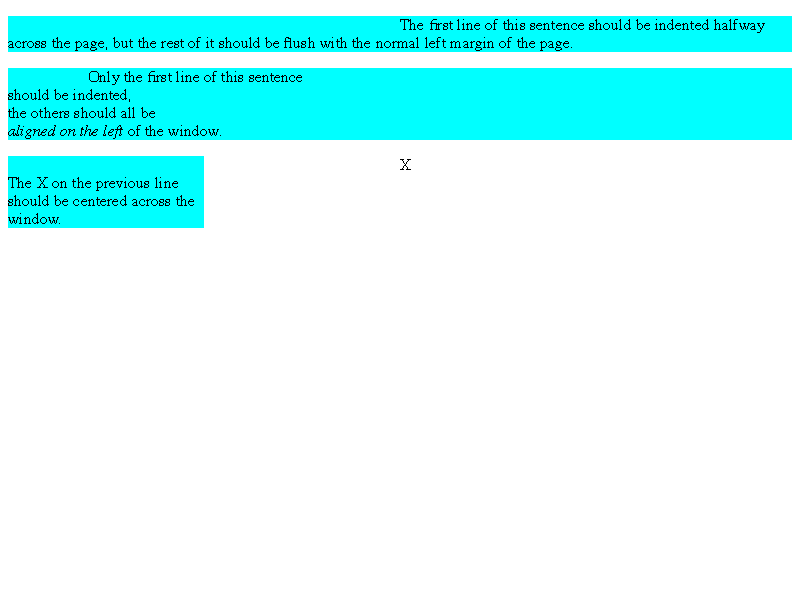 The first line of this sentence should be indented halfway
across the page, but the rest of it should be flush with the normal left margin of the page.
Only the first line of this sentence
should be indented,
the others should all be
aligned on the left of the window.
X
The X on the previous line
should be centered across the
window.